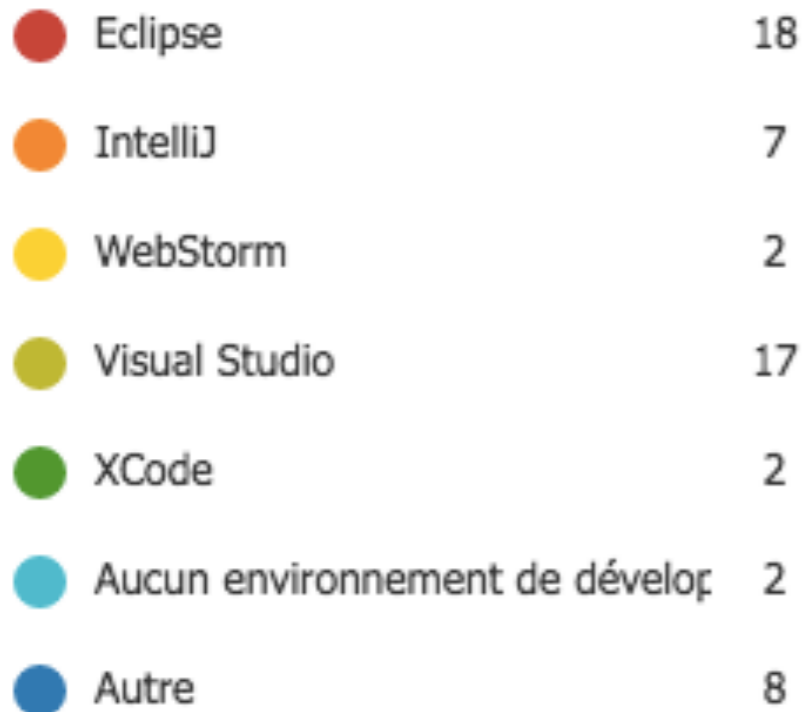 Eclipse 18
IntelliJ 7
WebStorm 2
Visual Studio 17
XCode 2
Aucun environnement de dévelop 2
Autre 8